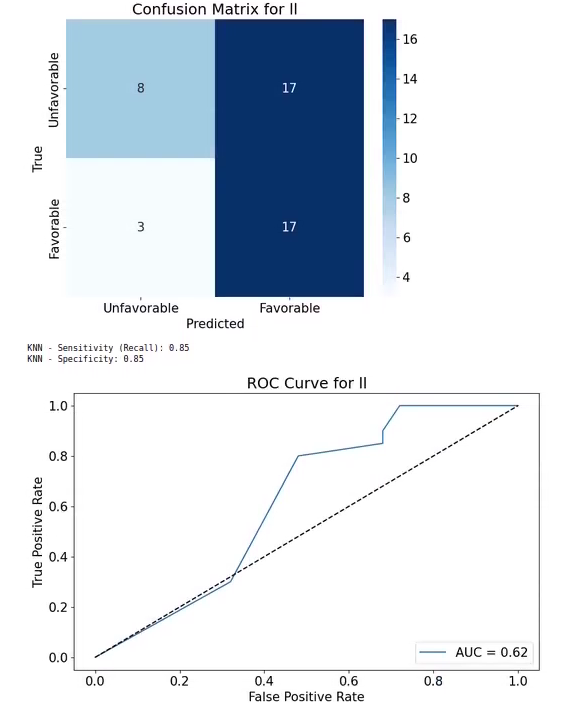 Confusion Matrix for ll
Unfavorable
8
17
True
Favorable
3
17
Unfavorable
Favorable
Predicted
16
14
12
10
8
6
4
KNN - Sensitivity (Recall): 0.85
KNN - Specificity: 0.85
ROC Curve for ll
1.0
0.8
0.6
0.4
0.2
0.0
True Positive Rate
AUC = 0.62
0.0
0.2
0.4
0.6
0.8
1.0
False Positive Rate